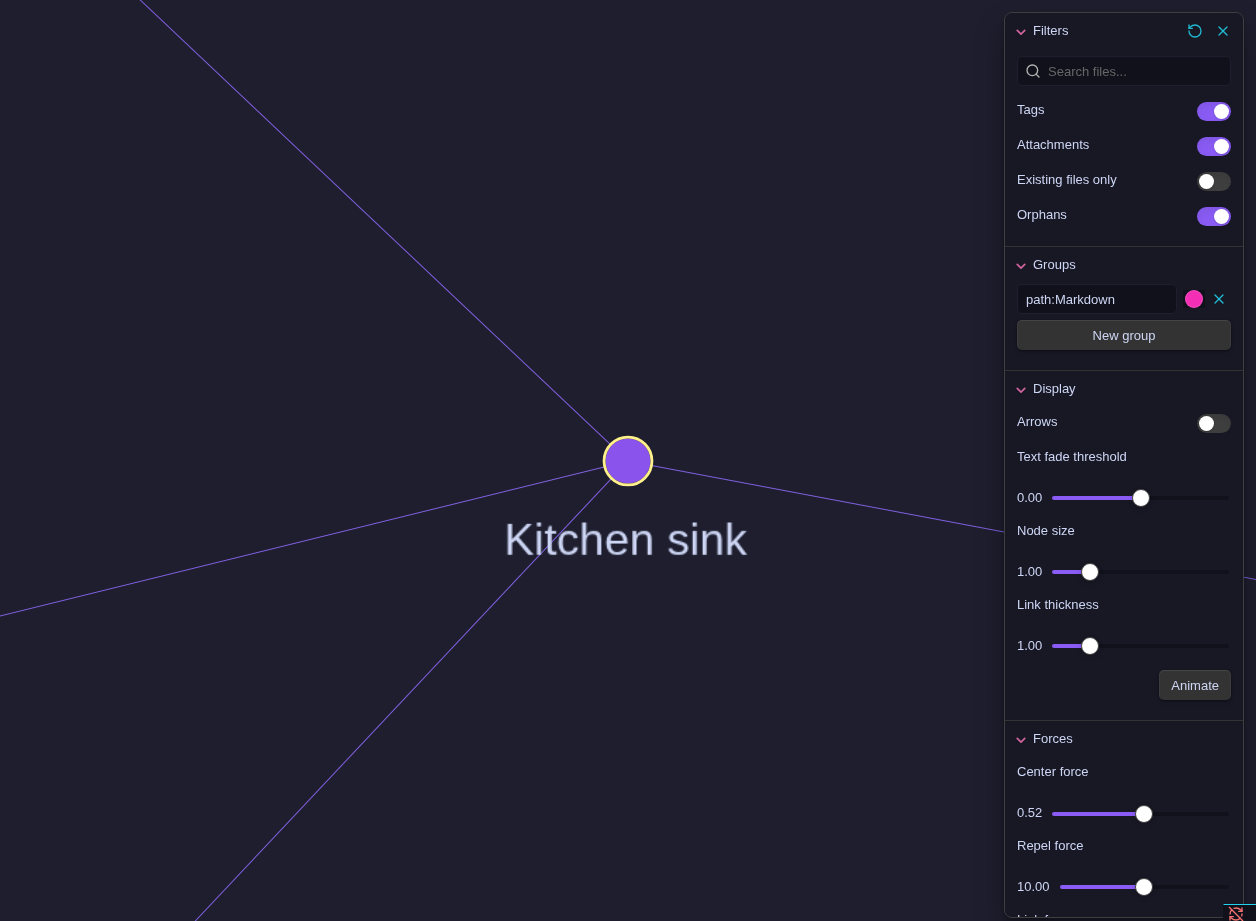 Filters
Search files...
Tags
Attachments
Existing files only
Orphans
Groups
path:Markdown
New group
Display
Arrows
Text fade threshold
0.00
Node size
1.00
Link thickness
1.00
Animate
Forces
Center force
0.52
Repel force
10.00
Kitchen sink